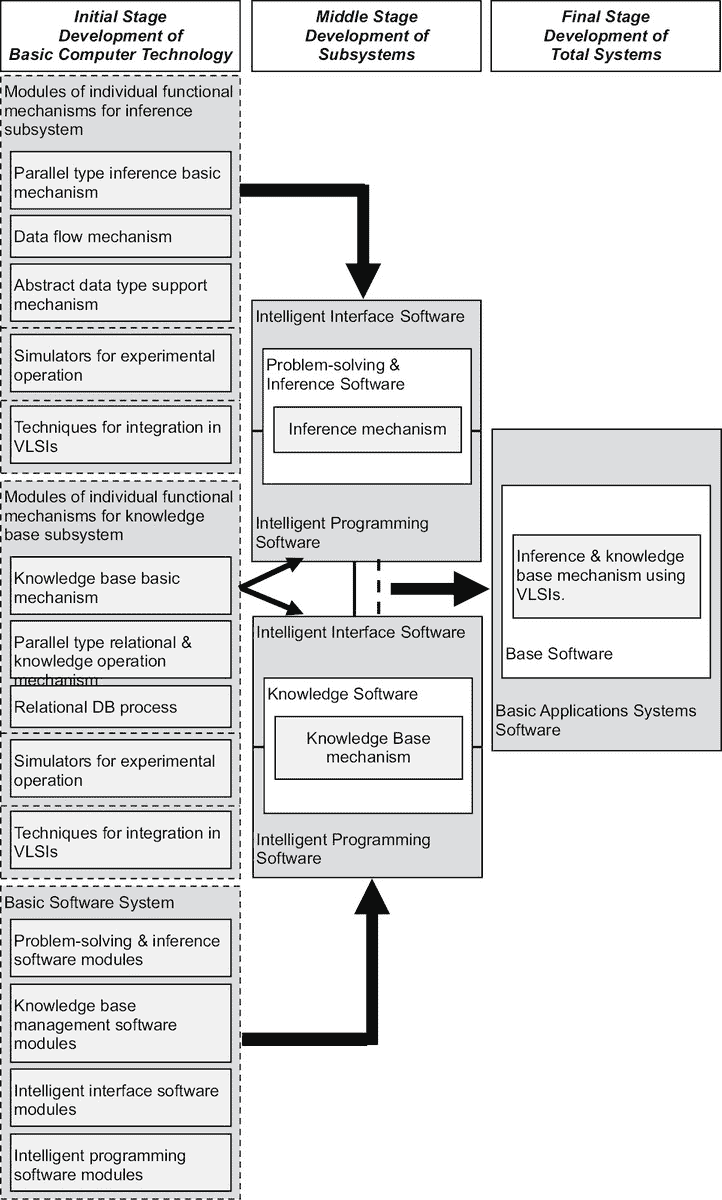 Initial Stage
Development of
Basic Computer Technology
Middle Stage
Development of
Subsystems
Final Stage
Development of
Total Systems
Modules of individual functional
mechanisms for inference
subsystem
Parallel type inference basic
mechanism
Data flow mechanism
Abstract data type support
mechanism
Simulators for experimental
operation
Techniques for integration in
VLSIs
Modules of individual functional
mechanisms for knowledge
base subsystem
Knowledge base basic
mechanism
Parallel type relational &
knowledge operation
mechanism
Relational DB process
Simulators for experimental
operation
Techniques for integration in
VLSIs
Basic Software System
Problem-solving & inference
software modules
Knowledge base
management software
modules
Intelligent interface software
modules
Intelligent programming
software modules
Intelligent Interface Software
Problem-solving &
Inference Software
Inference mechanism
Intelligent Programming
Software
Intelligent Interface Software
Knowledge Software
Knowledge Base
mechanism
Intelligent Programming
Software
Inference & knowledge
base mechanism using
VLSIs.
Base Software
Basic Applications Systems
Software